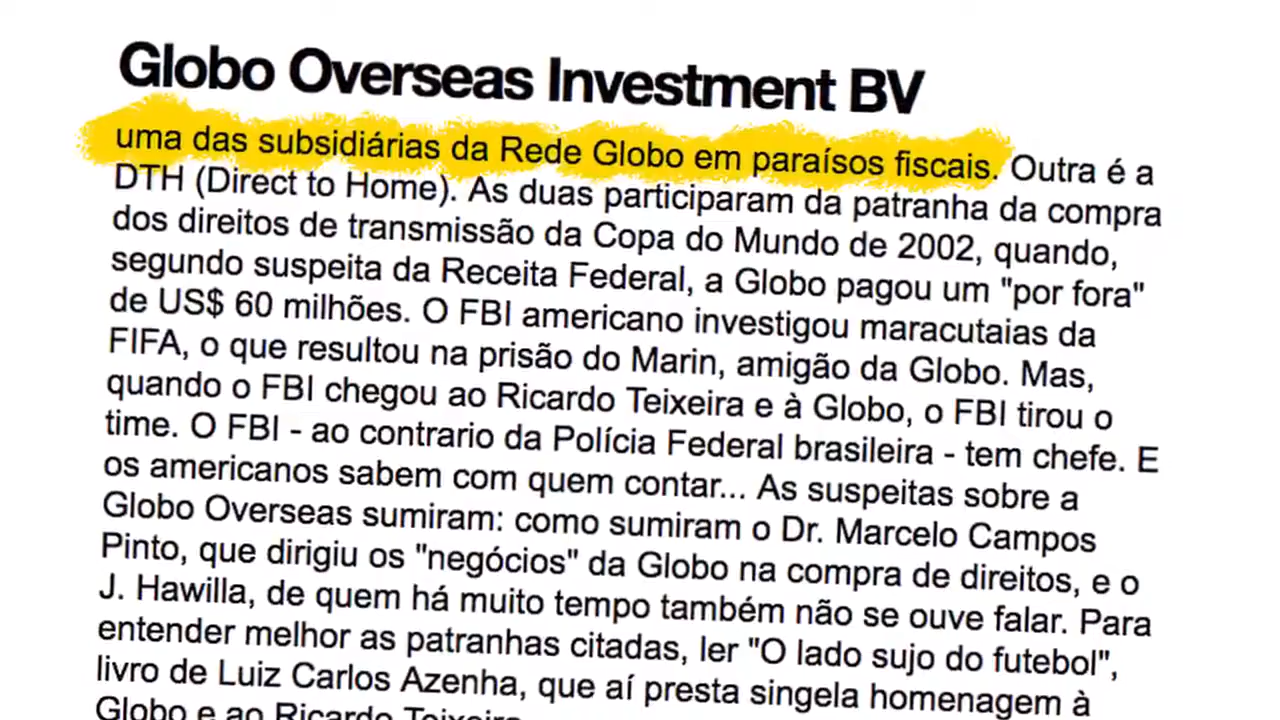 Globo Overseas Investment BV
uma das subsidiárias da Rede Globo em paraísos fiscais. Outra é a
DTH (Direct to Home). As duas participaram da patranha da compra
dos direitos de transmissão da Copa do Mundo de 2002, quando,
segundo suspeita da Receita Federal, a Globo pagou um "por fora"
de US$ 60 milhões. O FBI americano investigou maracutaias da
FIFA, o que resultou na prisão do Marin, amigão da Globo. Mas,
quando o FBI chegou ao Ricardo Teixeira e à Globo, o FBI tirou o
time. O FBI - ao contrario da Polícia Federal brasileira - tem chefe. E
os americanos sabem com quem contar... As suspeitas sobre a
Globo Overseas sumiram: como sumiram o Dr. Marcelo Campos
Pinto, que dirigiu os "negócios" da Globo na compra de direitos, e o
J. Hawilla, de quem há muito tempo também não se ouve falar. Para
entender melhor as patranhas citadas, ler "O lado sujo do futebol",
livro de Luiz Carlos Azenha, que aí presta singela homenagem à
Globo e ao Ricardo Teixeira